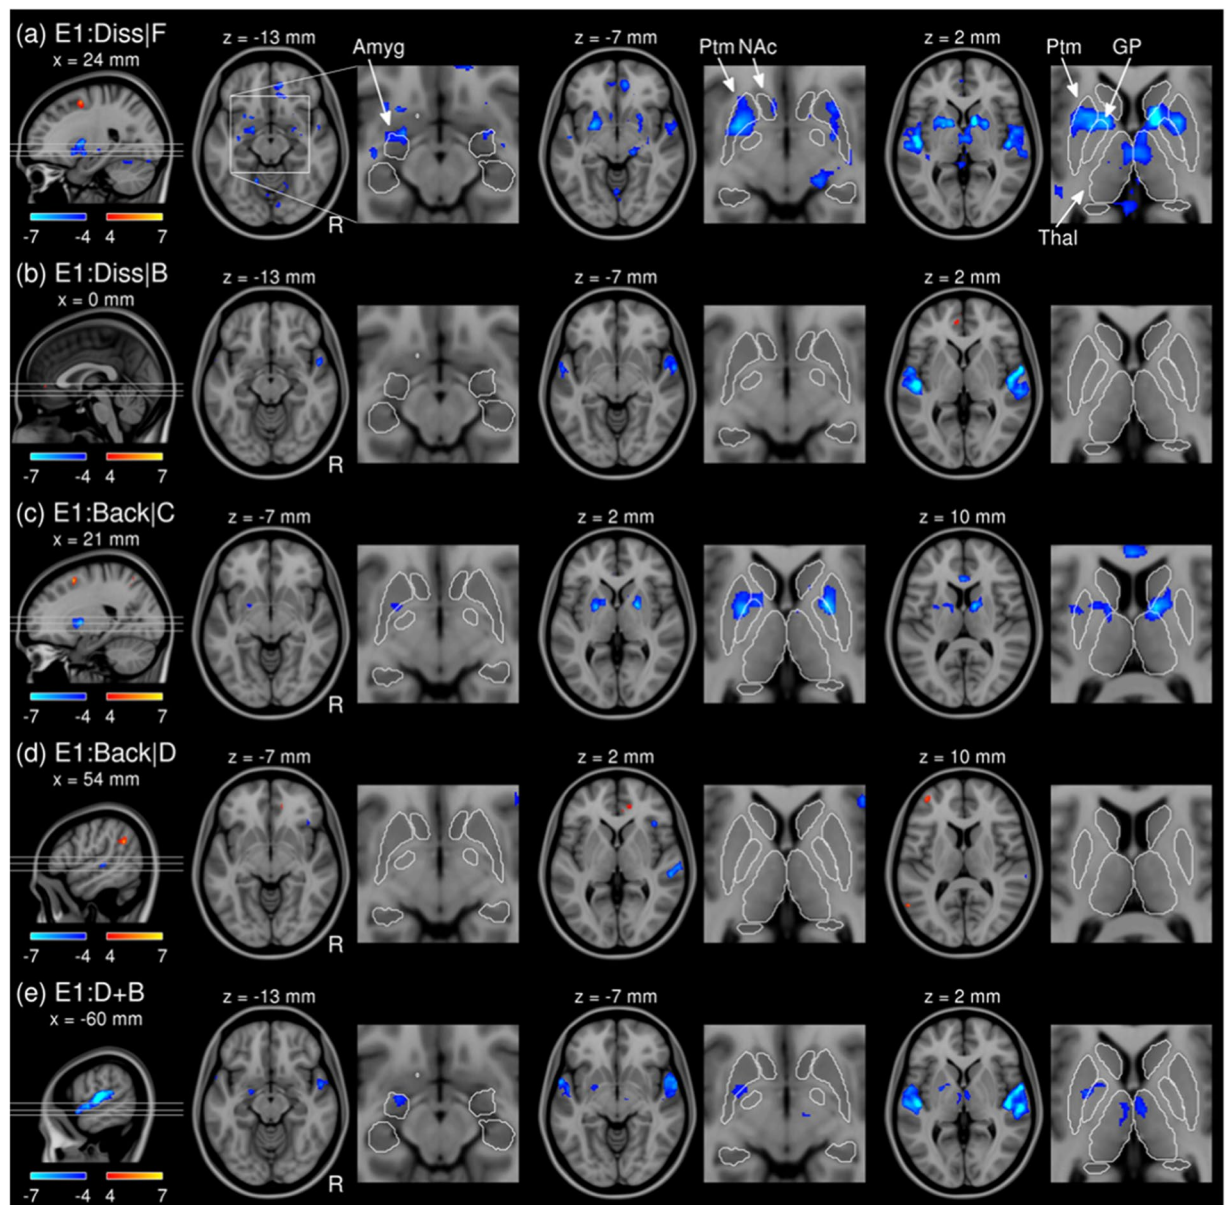 (a) E1:Diss|F
x = 24 mm
z = -13 mm
Amyg
z = -7 mm
Ptm NAc
z = 2 mm
Ptm GP
Thal
R
-7 -4 4 7
(b) E1:Diss|B
x = 0 mm
z = -13 mm
z = -7 mm
z = 2 mm
R
-7 -4 4 7
(c) E1:Back|C
x = 21 mm
z = -7 mm
z = 2 mm
z = 10 mm
R
-7 -4 4 7
(d) E1:Back|D
x = 54 mm
z = -7 mm
z = 2 mm
z = 10 mm
R
-7 -4 4 7
(e) E1:D+B
x = -60 mm
z = -13 mm
z = -7 mm
z = 2 mm
R
-7 -4 4 7